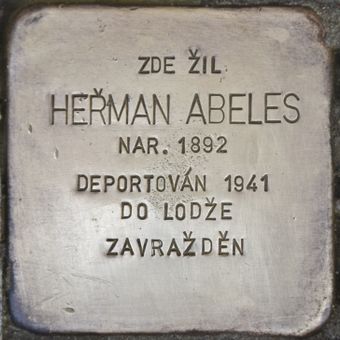 ZDE ŽIL
HEŘMAN ABELES
NAR. 1892
DEPORTOVÁN 1941
DO LODŽE
ZAVRAŽDĚN